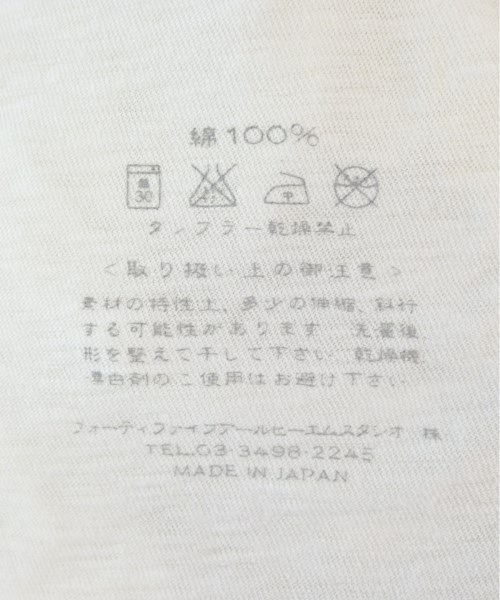 綿100%
弱 30 中
タンブラー乾燥禁止
<取り扱い上の御注意>
素材の特性上、多少の伸縮、斜行
する可能性があります 洗濯後、
形を整えて干して下さい 乾燥機、
漂白剤のご使用はお避け下さい
フォーティファイブアールピーエムスタジオ 株
TEL.03-3498-2245
MADE IN JAPAN